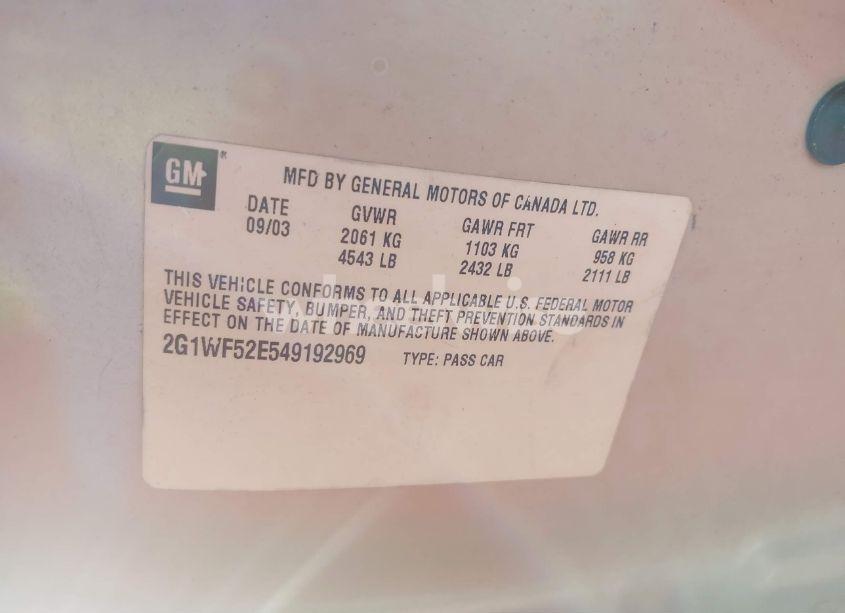 GM ®
MFD BY GENERAL MOTORS OF CANADA LTD.
DATE GVWR GAWR FRT GAWR RR
09/03 2061 KG 1103 KG 958 KG
4543 LB 2432 LB 2111 LB
THIS VEHICLE CONFORMS TO ALL APPLICABLE U.S. FEDERAL MOTOR
VEHICLE SAFETY, BUMPER, AND THEFT PREVENTION STANDARDS IN
EFFECT ON THE DATE OF MANUFACTURE SHOWN ABOVE.
2G1WF52E549192969 TYPE: PASS CAR